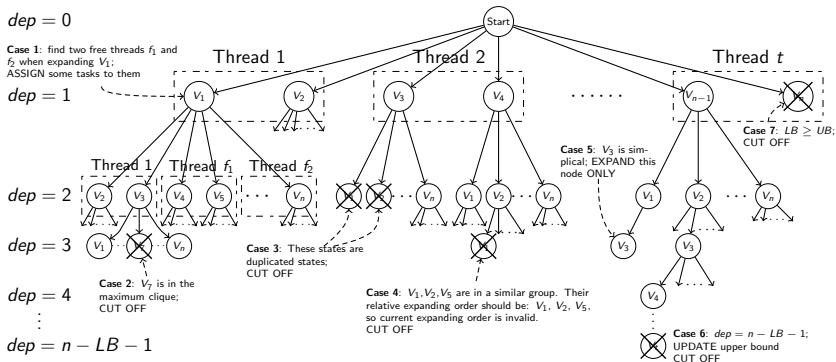 dep = 0
Start
Case 1: find two free threads f1 and
f2 when expanding V1;
ASSIGN some tasks to them
Thread 1
Thread 2
Thread t
dep = 1
V1
V2
V3
V4
......
Vn−1
Case 7: LB ≥ UB;
CUT OFF
Case 5: V3 is sim-
plical; EXPAND this
node ONLY
Thread 1
Thread f1
Thread f2
dep = 2
V2
V3
V4
V5
...
Vn
...
Vn
V1
V2
...
Vn
V1
V2
...
Vn
dep = 3
V1
Vn
V3
V3
Case 3: These states are
duplicated states;
CUT OFF
Case 2: V7 is in the
maximum clique;
CUT OFF
Case 4: V1,V2,V5 are in a similar group. Their
relative expanding order should be: V1, V2, V5,
so current expanding order is invalid.
CUT OFF
dep = 4
V4
⋮
dep = n − LB − 1
Case 6: dep = n − LB − 1;
UPDATE upper bound
CUT OFF